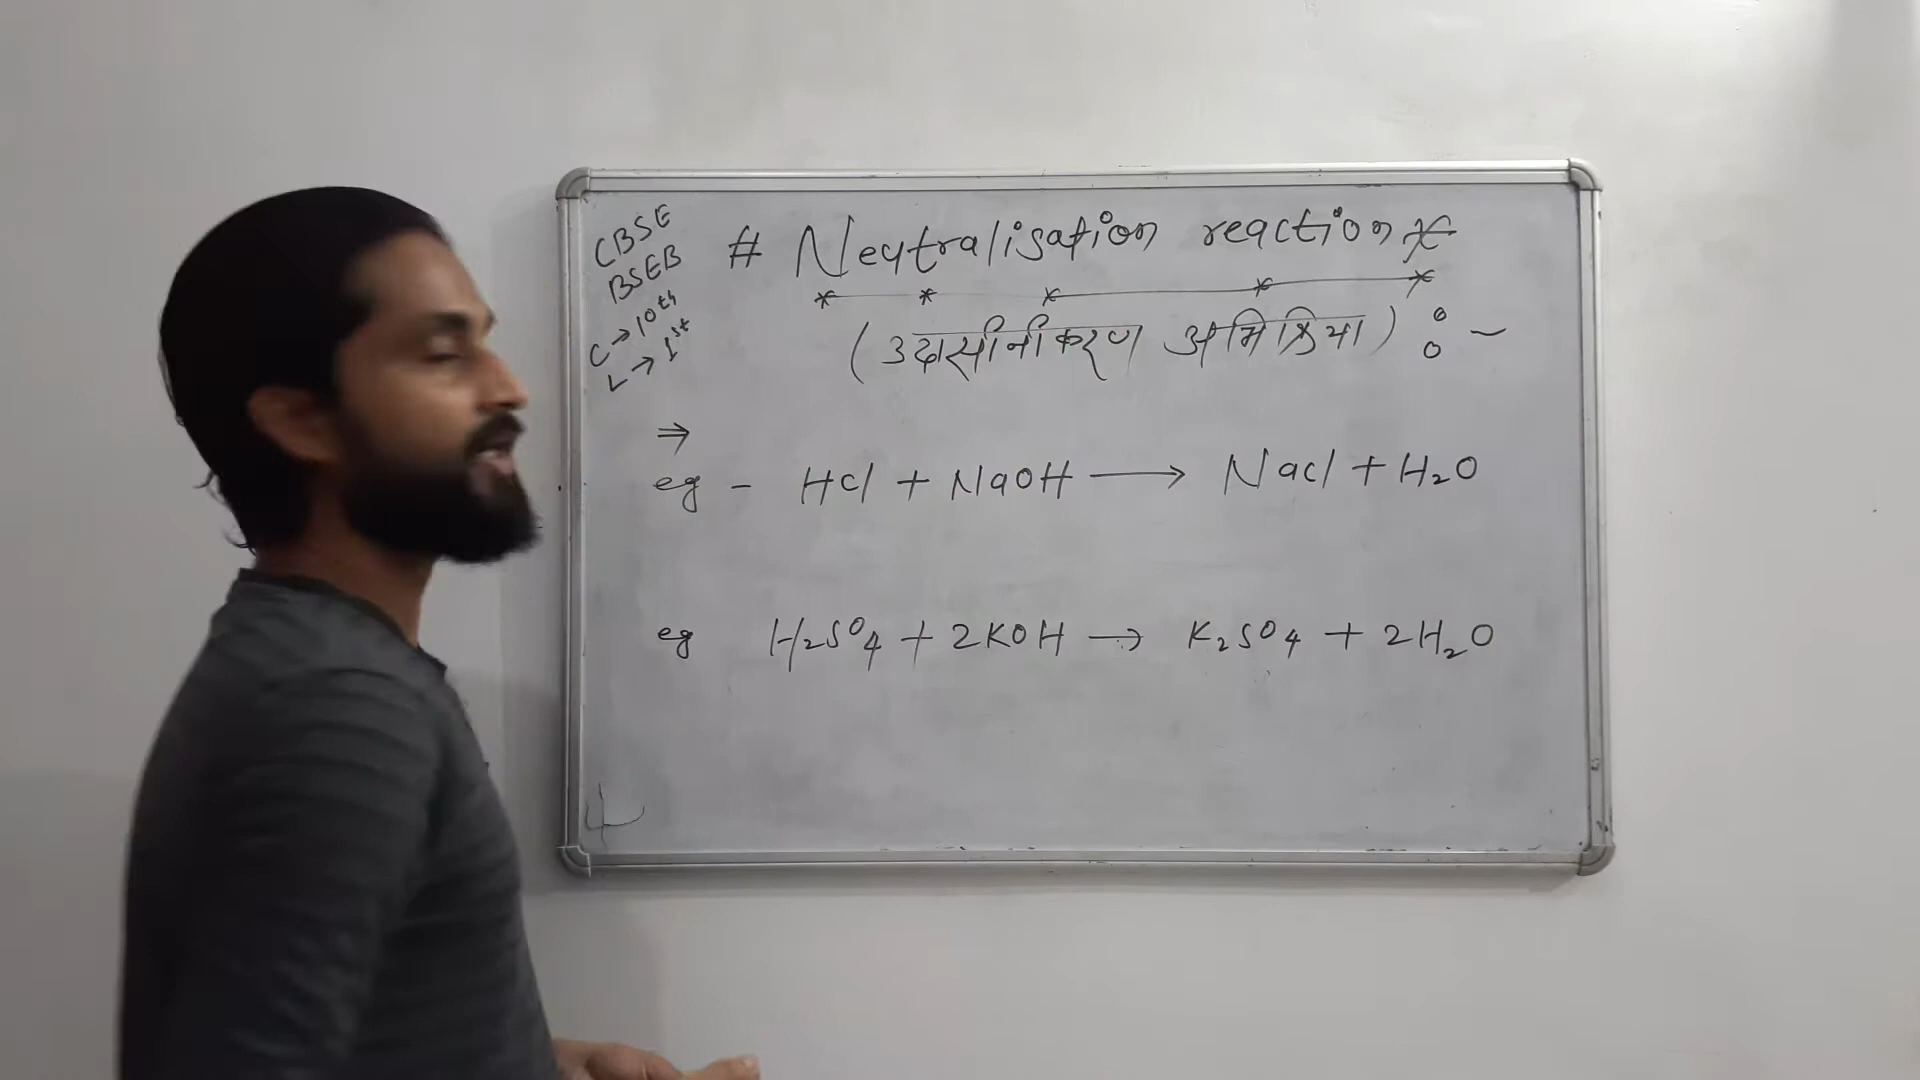 CBSE
BSEB
C → 10th
L → 1st
# Neutralisation reaction
(उदासीनीकरण अभिक्रिया) : -
⇒
eg - HCl + NaOH ⟶ NaCl + H₂O
eg H₂SO₄ + 2KOH → K₂SO₄ + 2H₂O